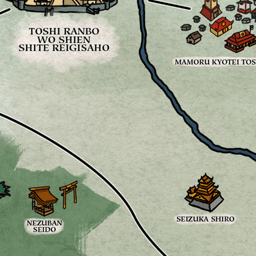 TOSHI RANBO
WO SHIEN
SHITE REIGISAHO
MAMORU KYOTEI TOS
NEZUBAN
SEIDO
SEIZUKA SHIRO